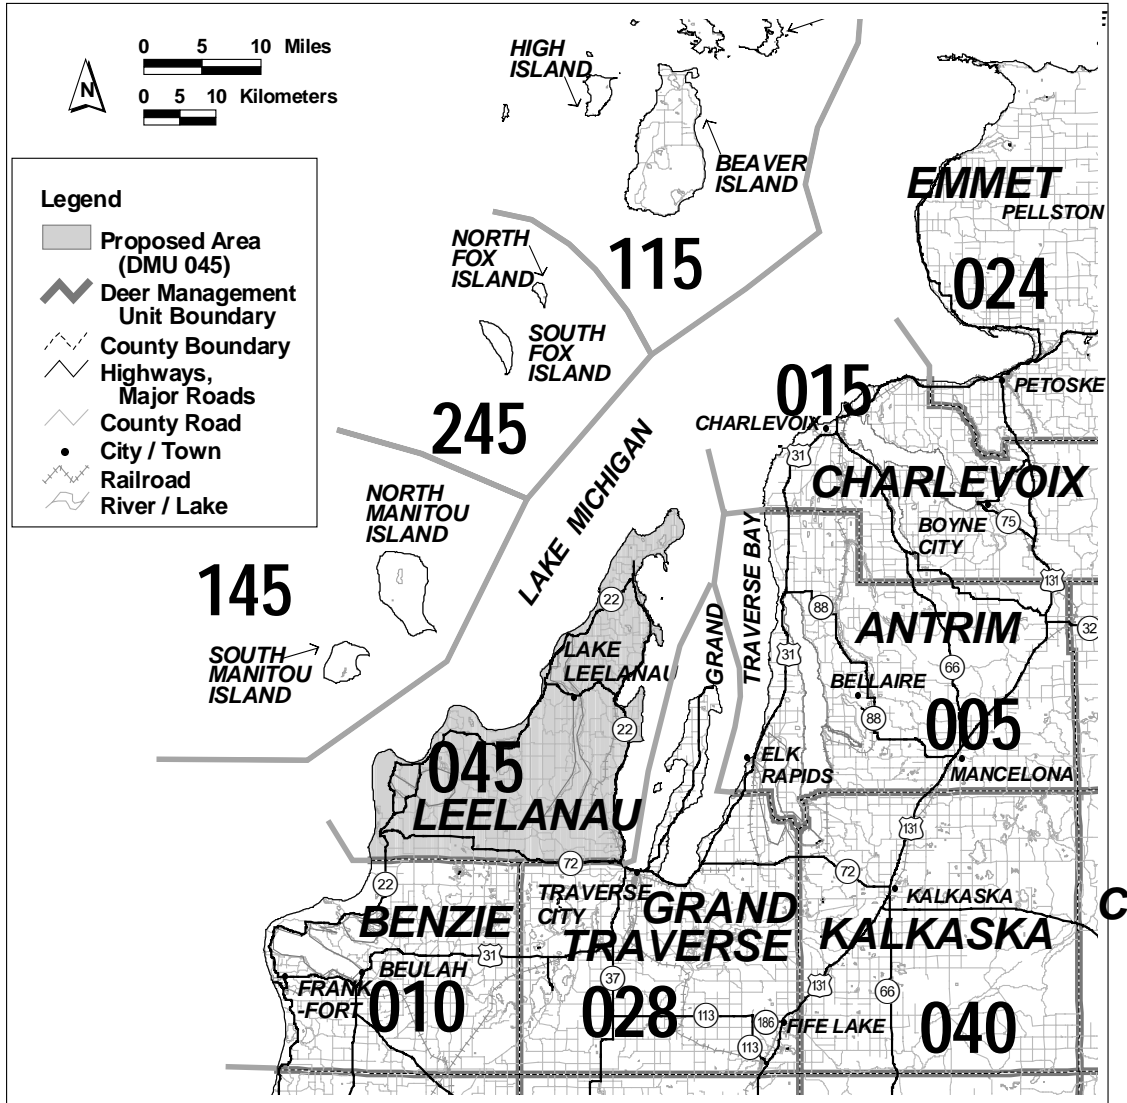 0 5 10 Miles
0 5 10 Kilometers
N
Legend
Proposed Area
(DMU 045)
Deer Management
Unit Boundary
County Boundary
Highways,
Major Roads
County Road
City / Town
Railroad
River / Lake
HIGH
ISLAND
BEAVER
ISLAND
NORTH
FOX
ISLAND
115
SOUTH
FOX
ISLAND
245
EMMET
PELLSTON
024
015
PETOSKE
CHARLEVOIX
31
CHARLEVOIX
BOYNE
CITY
75
131
LAKE MICHIGAN
NORTH
MANITOU
ISLAND
145
SOUTH
MANITOU
ISLAND
22
LAKE
LEELANAU
22
GRAND
TRAVERSE BAY
88
ANTRIM
32
31
66
BELLAIRE
88
005
ELK
RAPIDS
MANCELONA
045
LEELANAU
131
72
72
22
TRAVERSE
CITY
GRAND
TRAVERSE
KALKASKA
KALKASKA
C
BENZIE
31
BEULAH
FRANK
-FORT
010
37
028
113
186
FIFE LAKE
113
131
66
040